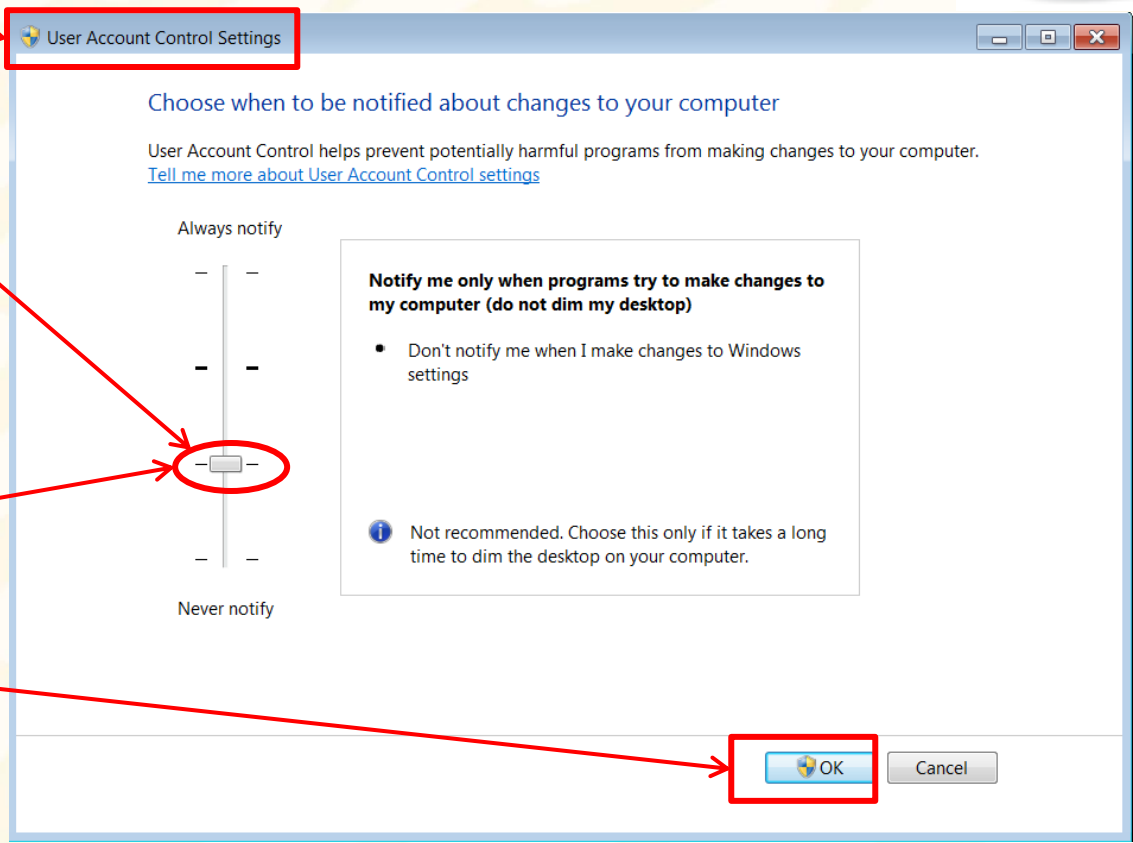 User Account Control Settings
Choose when to be notified about changes to your computer
User Account Control helps prevent potentially harmful programs from making changes to your computer.
Tell me more about User Account Control settings
Always notify
Notify me only when programs try to make changes to
my computer (do not dim my desktop)
• Don't notify me when I make changes to Windows
settings
Not recommended. Choose this only if it takes a long
time to dim the desktop on your computer.
Never notify
OK
Cancel